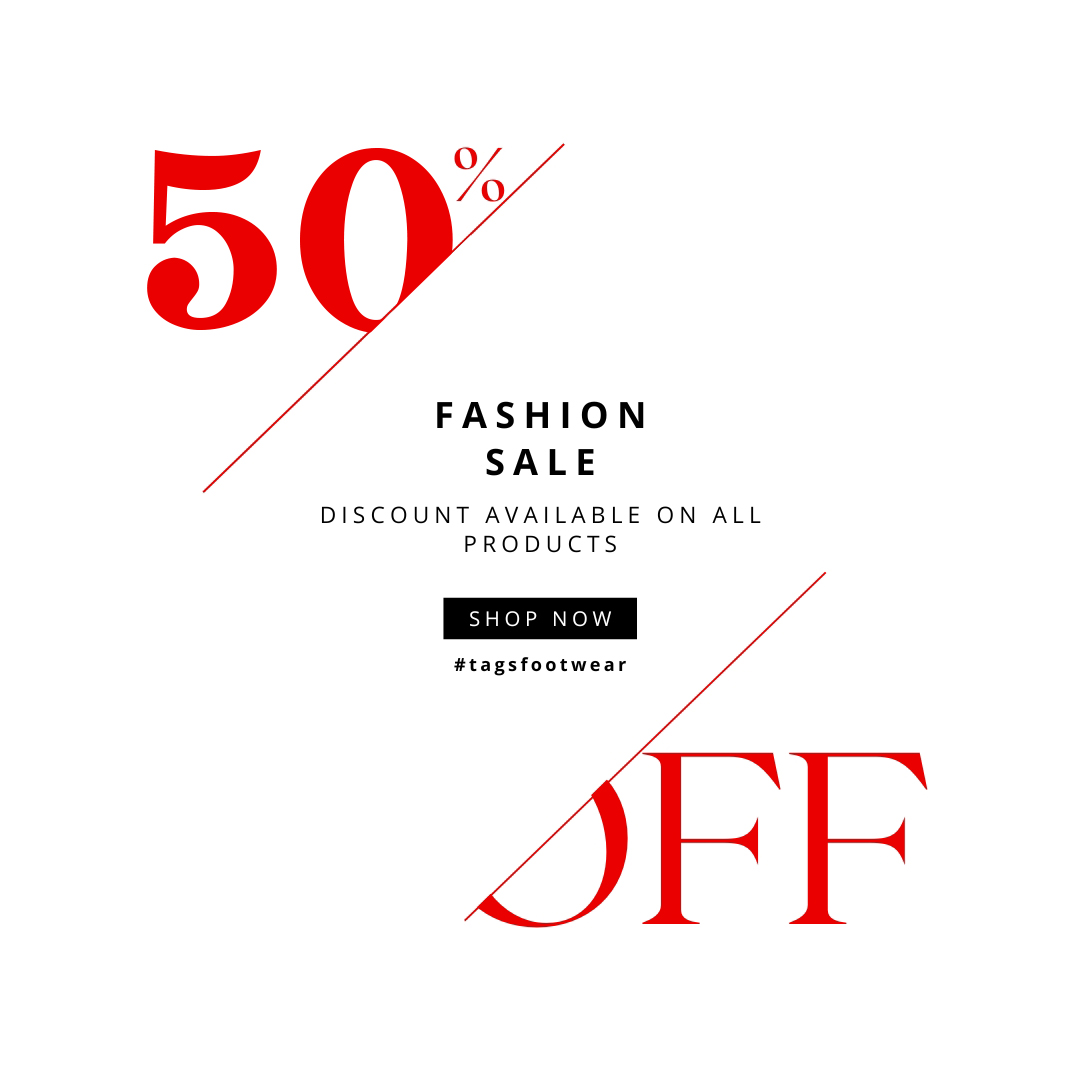 50%
FASHION
SALE
DISCOUNT AVAILABLE ON ALL
PRODUCTS
SHOP NOW
#tagsfootwear
OFF